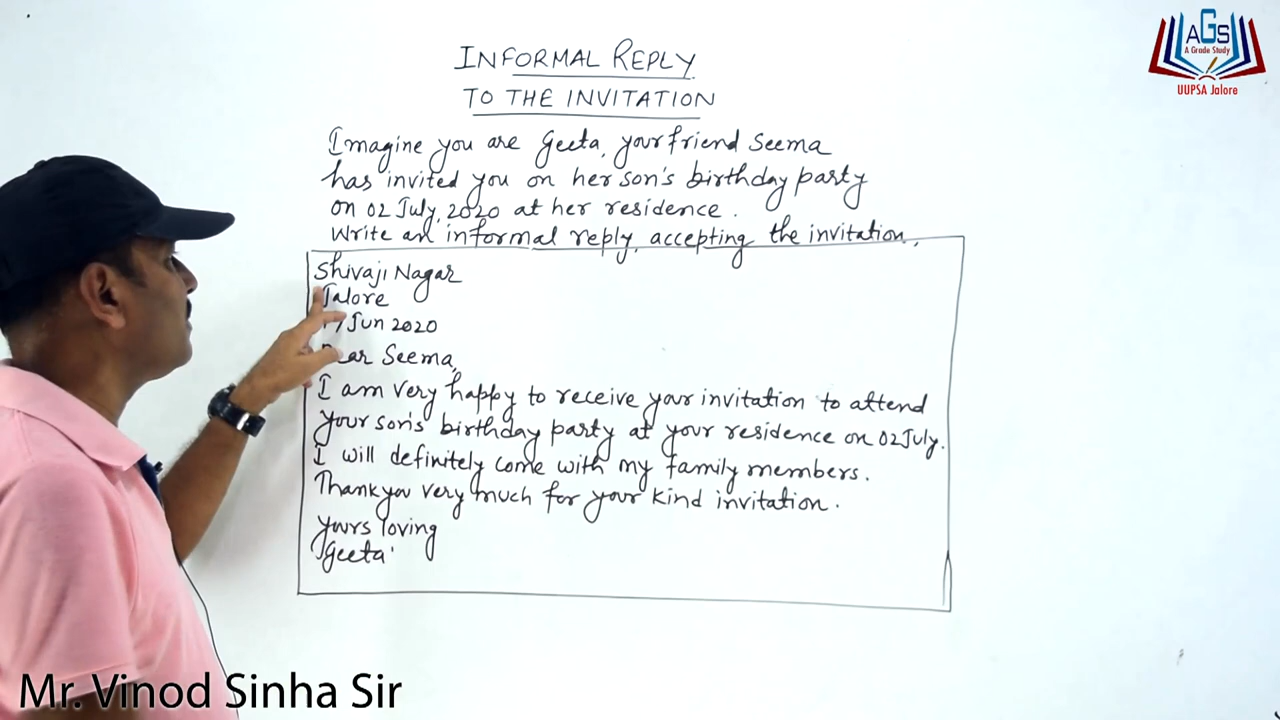 INFORMAL REPLY
TO THE INVITATION
Imagine you are Geeta, your friend Seema
has invited you on her son's birthday party
on 02 July, 2020 at her residence.
Write an informal reply, accepting the invitation.
Shivaji Nagar
Jalore
Jun 2020
Dear Seema,
I am very happy to receive your invitation to attend
your son's birthday party at your residence on 02 July.
I will definitely come with my family members.
Thankyou very much for your kind invitation.
yours loving
Geeta
AGS
A Grade Study
UUPSA Jalore
Mr. Vinod Sinha Sir